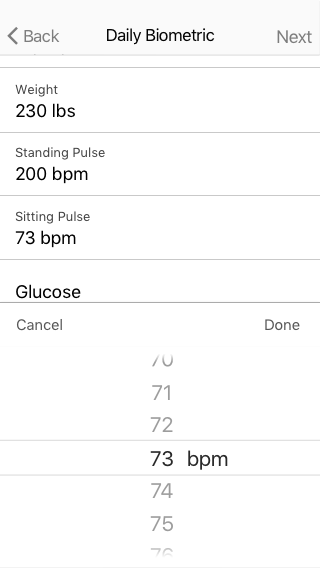 Back Daily Biometric Next
Weight
230 lbs
Standing Pulse
200 bpm
Sitting Pulse
73 bpm
Glucose
Cancel Done
70
71
72
73 bpm
74
75
76